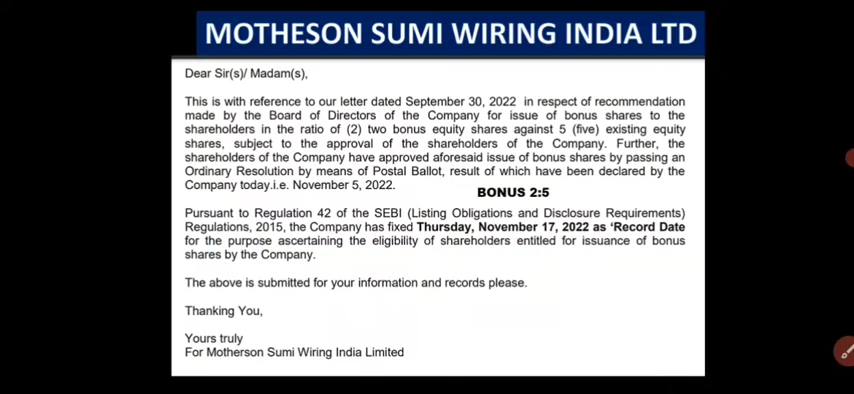 MOTHESON SUMI WIRING INDIA LTD
Dear Sir(s)/ Madam(s),
This is with reference to our letter dated September 30, 2022 in respect of recommendation
made by the Board of Directors of the Company for issue of bonus shares to the
shareholders in the ratio of (2) two bonus equity shares against 5 (five) existing equity
shares, subject to the approval of the shareholders of the Company. Further, the
shareholders of the Company have approved aforesaid issue of bonus shares by passing an
Ordinary Resolution by means of Postal Ballot, result of which have been declared by the
Company today.i.e. November 5, 2022.
BONUS 2:5
Pursuant to Regulation 42 of the SEBI (Listing Obligations and Disclosure Requirements)
Regulations, 2015, the Company has fixed Thursday, November 17, 2022 as ‘Record Date
for the purpose ascertaining the eligibility of shareholders entitled for issuance of bonus
shares by the Company.
The above is submitted for your information and records please.
Thanking You,
Yours truly
For Motherson Sumi Wiring India Limited